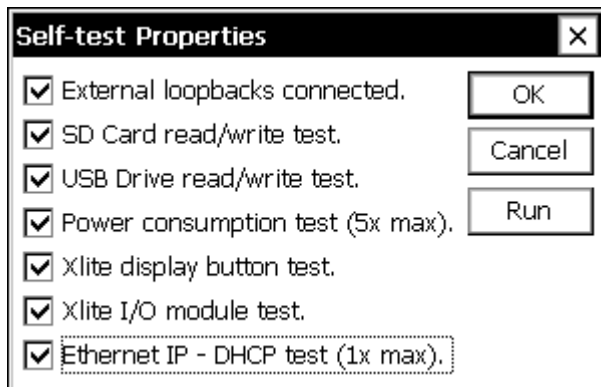 Self-test Properties
External loopbacks connected.
OK
SD Card read/write test.
Cancel
USB Drive read/write test.
Power consumption test (5x max).
Run
Xlite display button test.
Xlite I/O module test.
Ethernet IP - DHCP test (1x max).